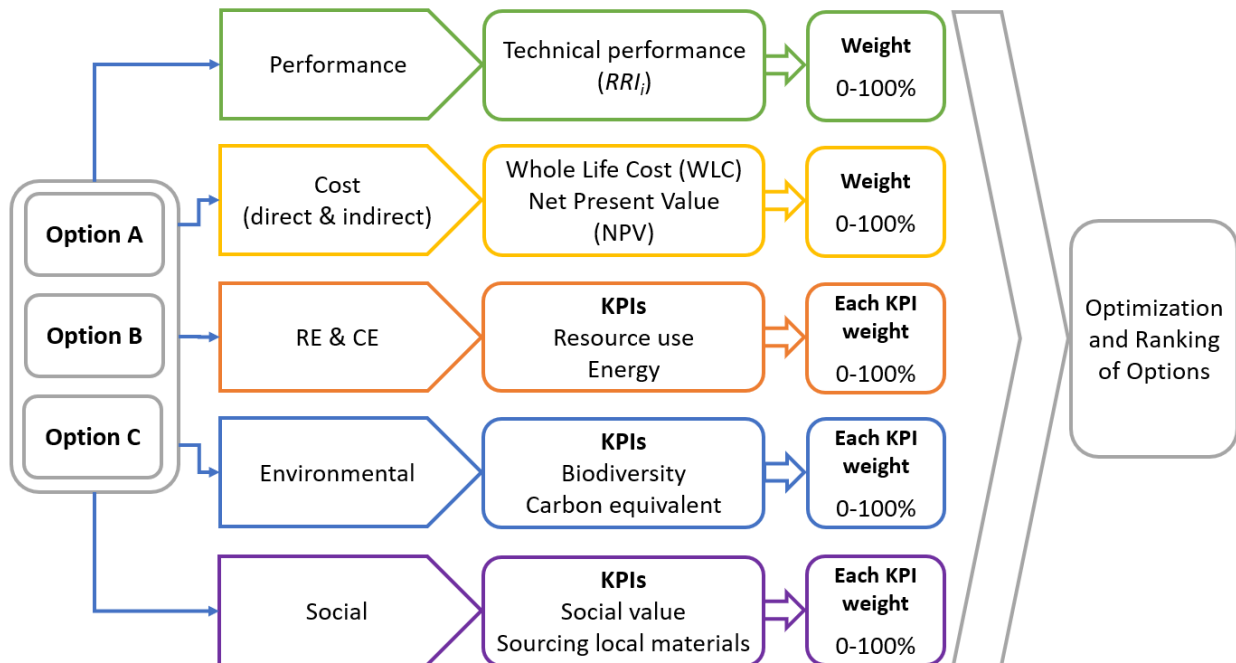 Option A
Option B
Option C
Performance
Technical performance
(RRIi)
Weight
0-100%
Cost
(direct & indirect)
Whole Life Cost (WLC)
Net Present Value
(NPV)
Weight
0-100%
RE & CE
KPIs
Resource use
Energy
Each KPI
weight
0-100%
Environmental
KPIs
Biodiversity
Carbon equivalent
Each KPI
weight
0-100%
Social
KPIs
Social value
Sourcing local materials
Each KPI
weight
0-100%
Optimization
and Ranking
of Options